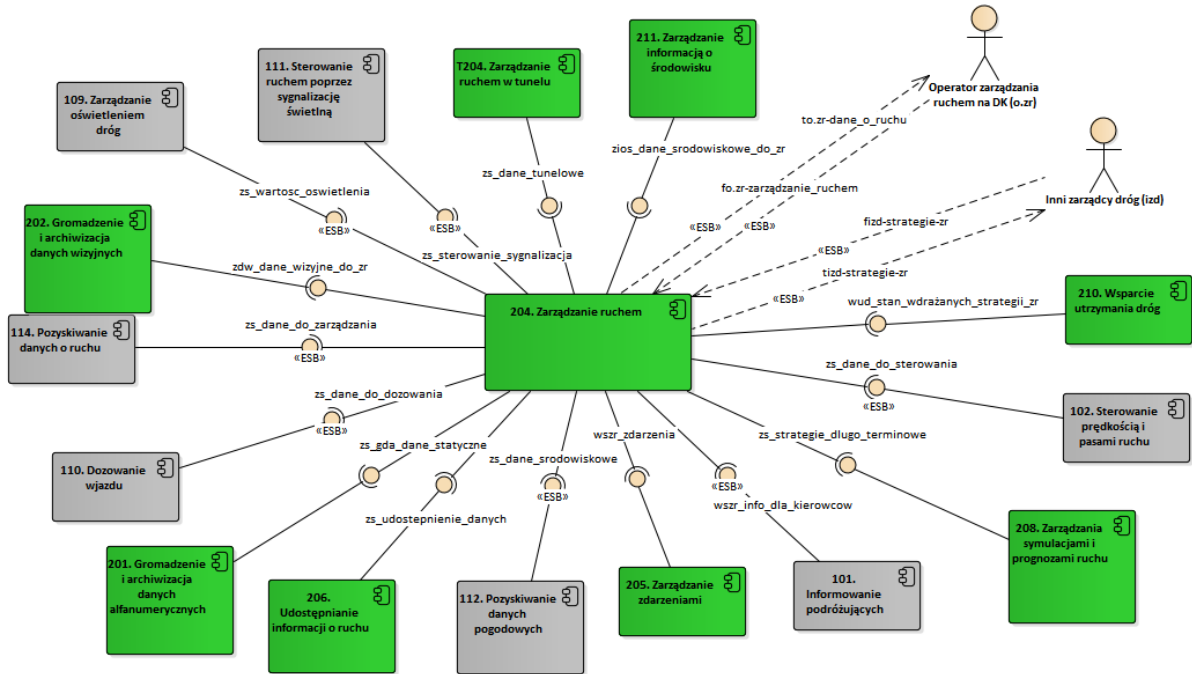 109. Zarządzanie
oświetleniem
dróg
111. Sterowanie
ruchem poprzez
sygnalizację
świetlną
T204. Zarządzanie
ruchem w tunelu
211. Zarządzanie
informacją o
środowisku
Operator zarządzania
ruchem na DK (o.zr)
to.zr-dane_o_ruchu
zios_dane_srodowiskowe_do_zr
zs_dane_tunelowe
zs_wartosc_oswietlenia
fo.zr-zarządzanie_ruchem
Inni zarządcy dróg (izd)
202. Gromadzenie
i archiwizacja
danych wizyjnych
«ESB»
«ESB»
«ESB»
«ESB»
fizd-strategie-zr
zs_sterowanie_sygnalizacja
«ESB»
tizd-strategie-zr
«ESB»
zdw_dane_wizyjne_do_zr
204. Zarządzanie ruchem
wud_stan_wdrażanych_strategii_zr
210. Wsparcie
utrzymania dróg
114. Pozyskiwanie
danych o ruchu
zs_dane_do_zarządzania
«ESB»
zs_dane_do_sterowania
«ESB»
102. Sterowanie
prędkością i
pasami ruchu
zs_dane_do_dozowania
«ESB»
110. Dozowanie
wjazdu
zs_gda_dane_statyczne
zs_dane_srodowiskowe
«ESB»
wszr_zdarzenia
zs_strategie_dlugo_terminowe
«ESB»
wszr_info_dla_kierowcow
zs_udostepnienie_danych
201. Gromadzenie
i archiwizacja
danych
alfanumerycznych
206.
Udostępnianie
informacji o ruchu
112. Pozyskiwanie
danych
pogodowych
205. Zarządzanie
zdarzeniami
101.
Informowanie
podróżujących
208. Zarządzania
symulacjami i
prognozami ruchu